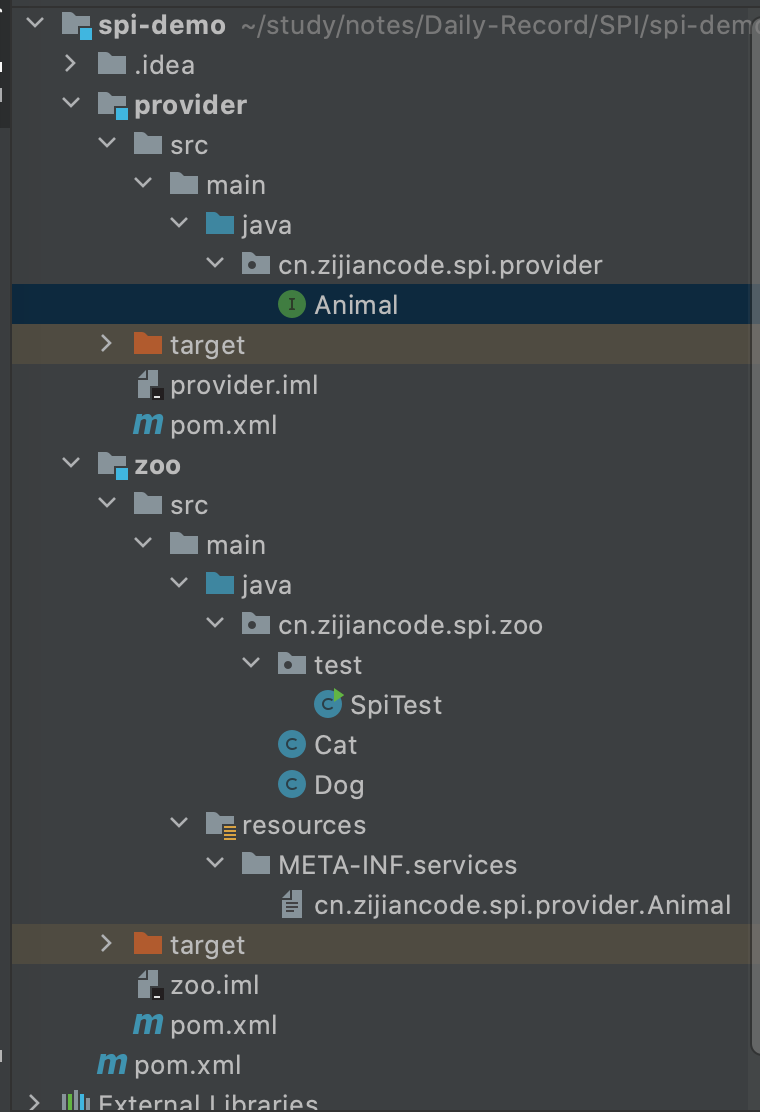 spi-demo ~/study/notes/Daily-Record/SPI/spi-demo
.idea
provider
src
main
java
cn.zijiancode.spi.provider
I Animal
target
provider.iml
m pom.xml
zoo
src
main
java
cn.zijiancode.spi.zoo
test
C SpiTest
C Cat
C Dog
resources
META-INF.services
cn.zijiancode.spi.provider.Animal
target
zoo.iml
m pom.xml
m pom.xml
External Libraries